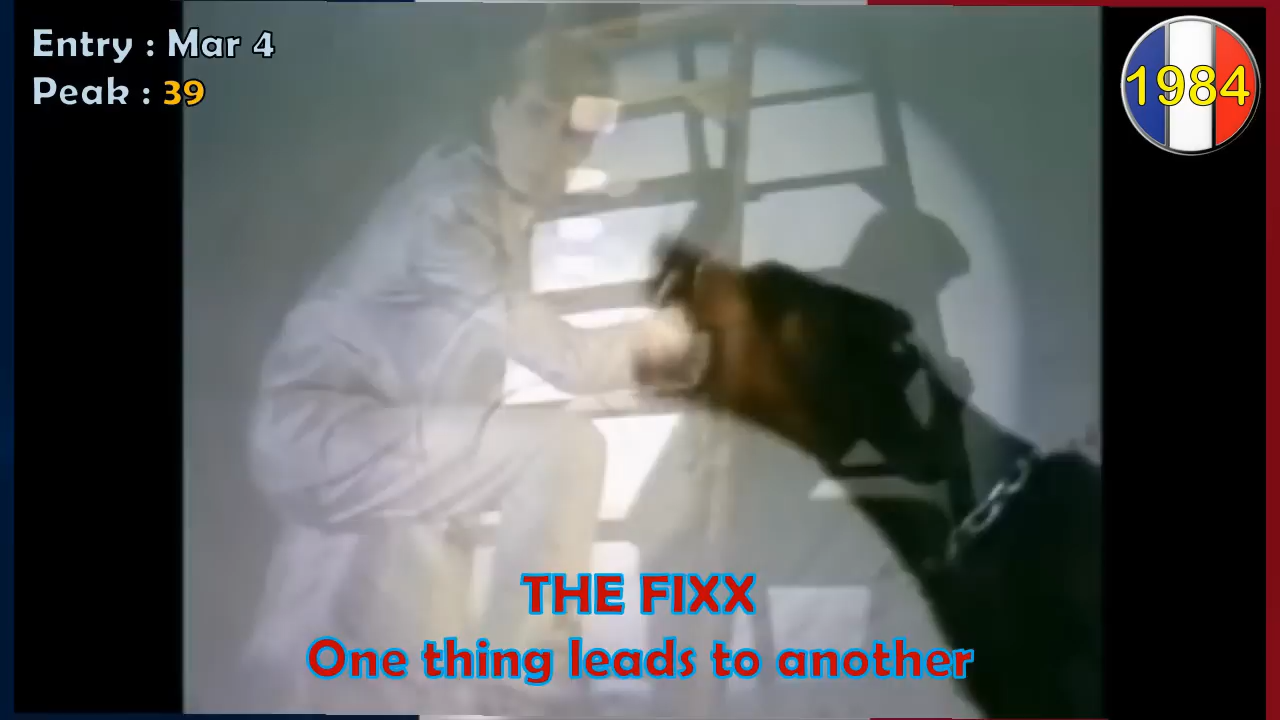 Entry : Mar 4
Peak : 39
1984
THE FIXX
One thing leads to another